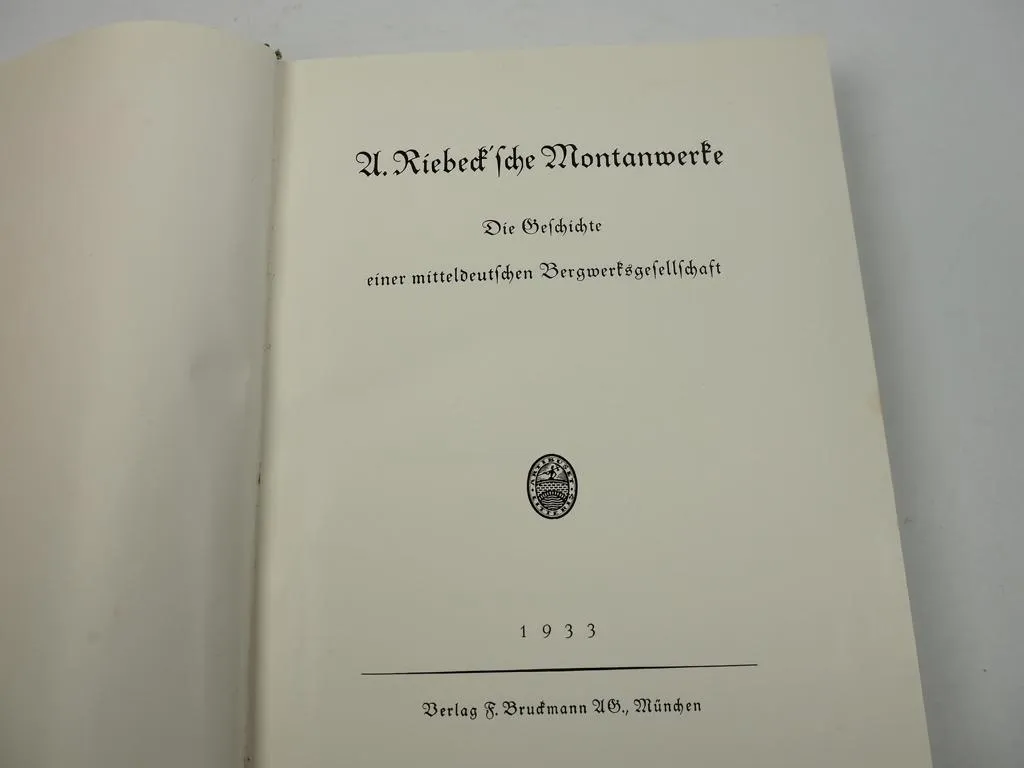 A. Riebeck'sche Montanwerke
Die Geschichte
einer mitteldeutschen Bergwerksgesellschaft
1933
Verlag F. Bruckmann AG., München